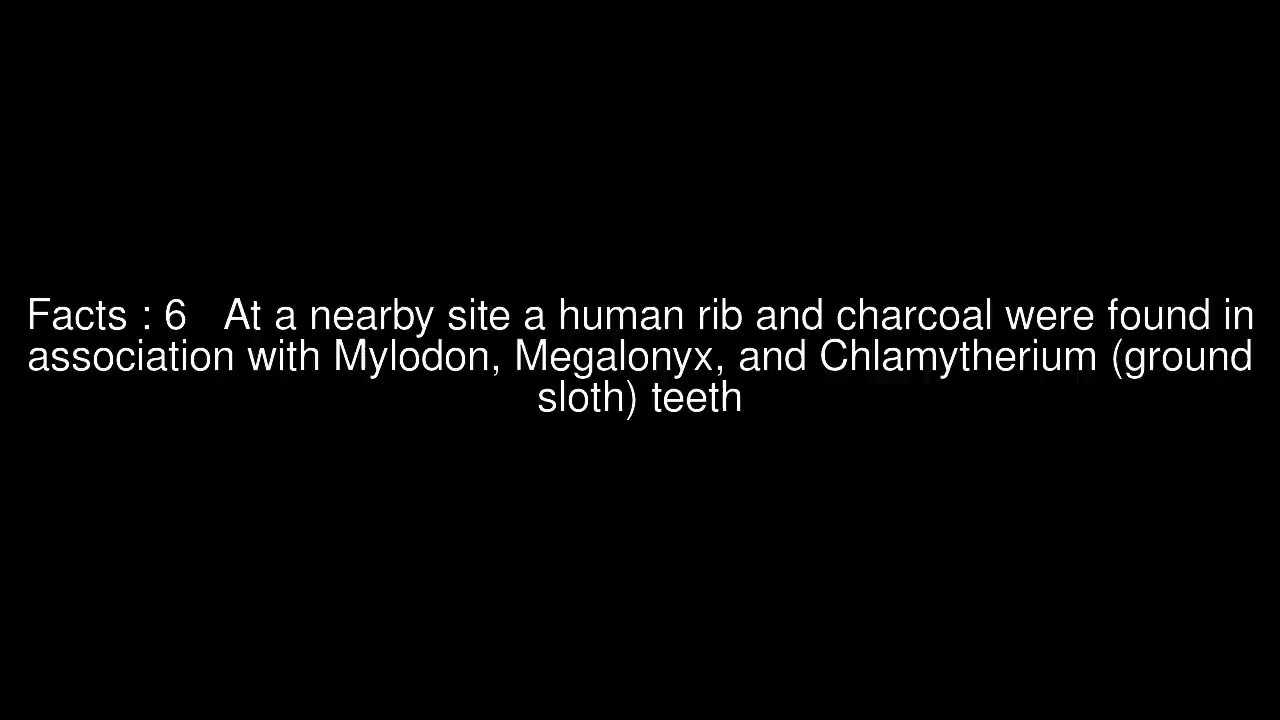 Facts : 6   At a nearby site a human rib and charcoal were found in
association with Mylodon, Megalonyx, and Chlamytherium (ground
sloth) teeth